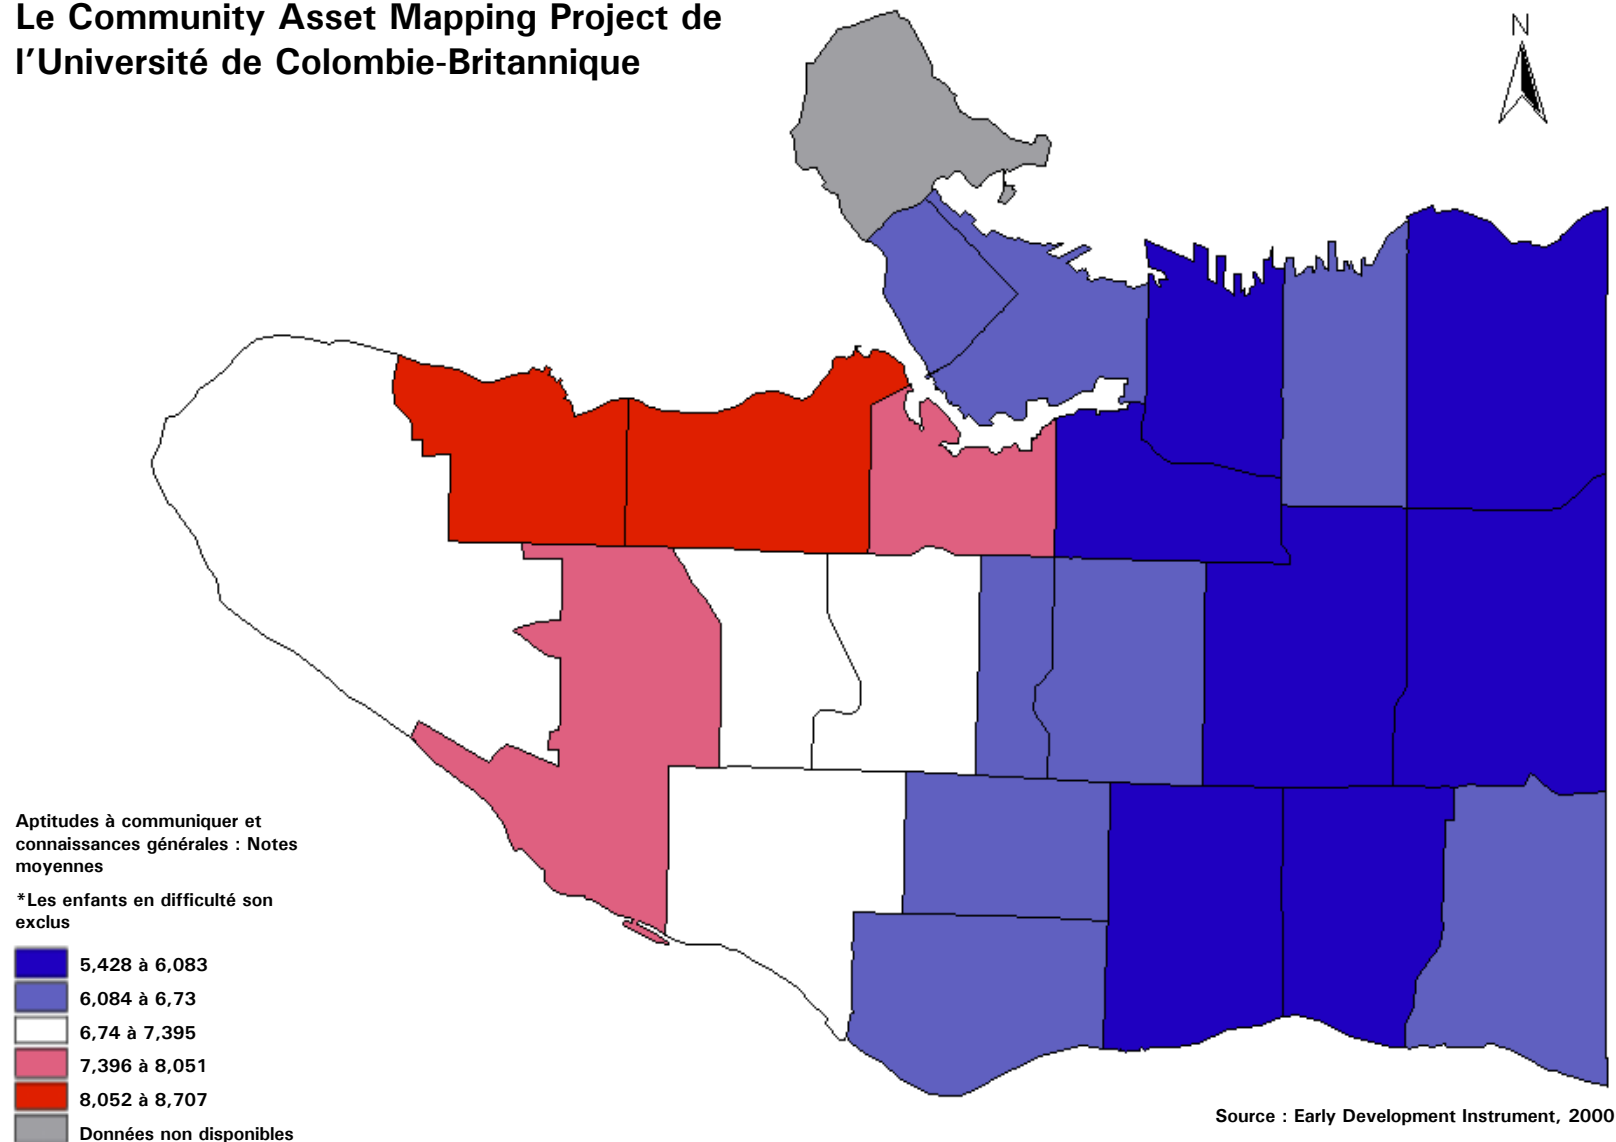 Le Community Asset Mapping Project de
l'Université de Colombie-Britannique
N
Aptitudes à communiquer et
connaissances générales : Notes
moyennes
*Les enfants en difficulté son
exclus
5,428 à 6,083
6,084 à 6,73
6,74 à 7,395
7,396 à 8,051
8,052 à 8,707
Données non disponibles
Source : Early Development Instrument, 2000